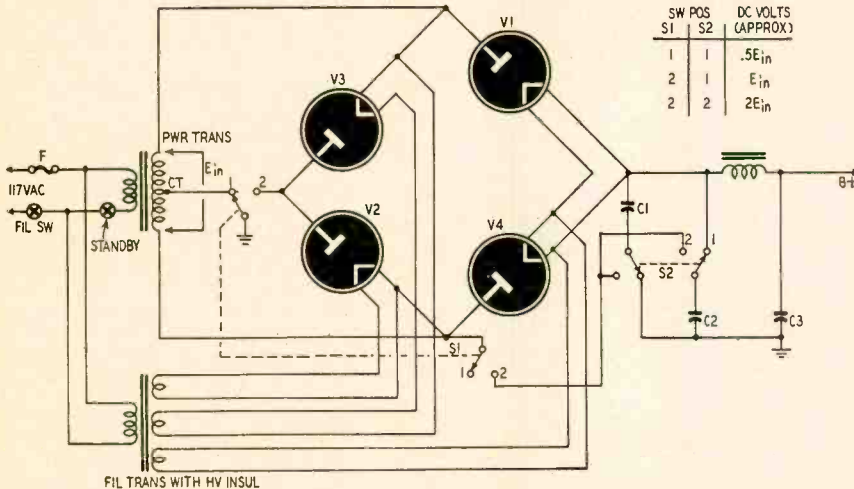 SW POS DC VOLTS
S1 S2 (APPROX)
1 1 .5Ein
2 1 Ein
2 2 2Ein
V1
V3
PWR TRANS
F
Ein
117VAC
CT
1 2
FIL SW
STANDBY
V2
V4
C1
2 1
S2
C2
C3
S1
1 2
FIL TRANS WITH HV INSUL